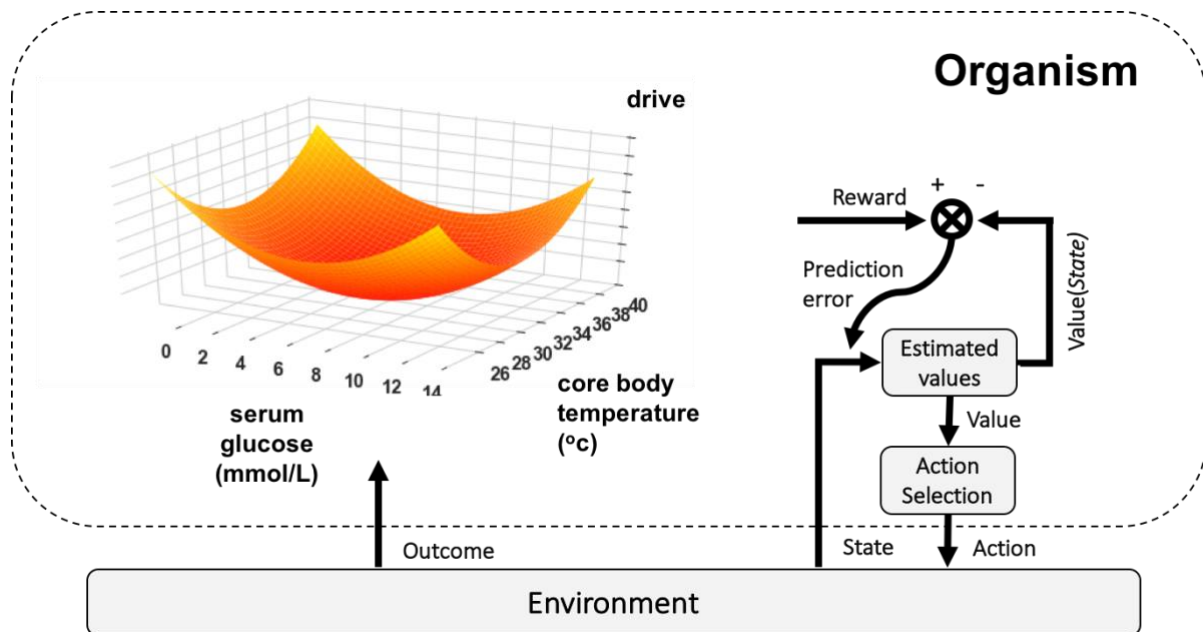 Organism
drive
0
2
4
6
8
10
12
14
26
28
30
32
34
36
38
40
serum
glucose
(mmol/L)
core body
temperature
(oc)
Reward
+
-
Prediction
error
Value(State)
Estimated
values
Value
Action
Selection
Outcome
State
Action
Environment